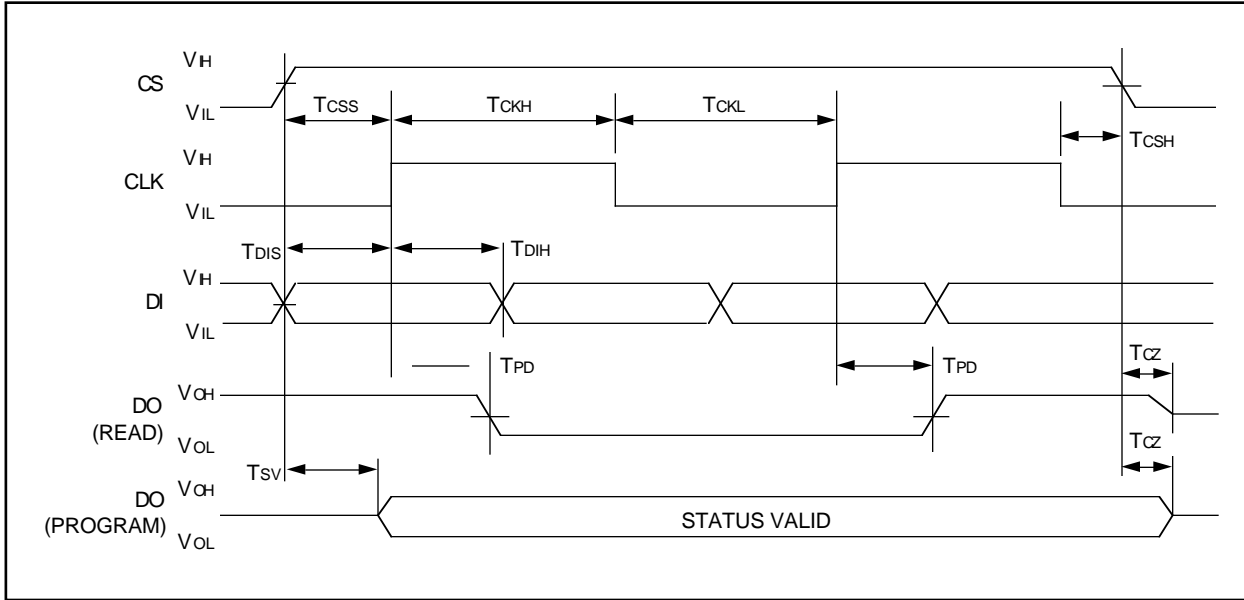 CS
VIH
VIL
TCSS
TCKH
TCKL
TCSH
CLK
VIH
VIL
TDIS
TDIH
DI
VIH
VIL
TPD
TPD
TCZ
DO
(READ)
VOH
VOL
TSV
TCZ
DO
(PROGRAM)
VOH
VOL
STATUS VALID